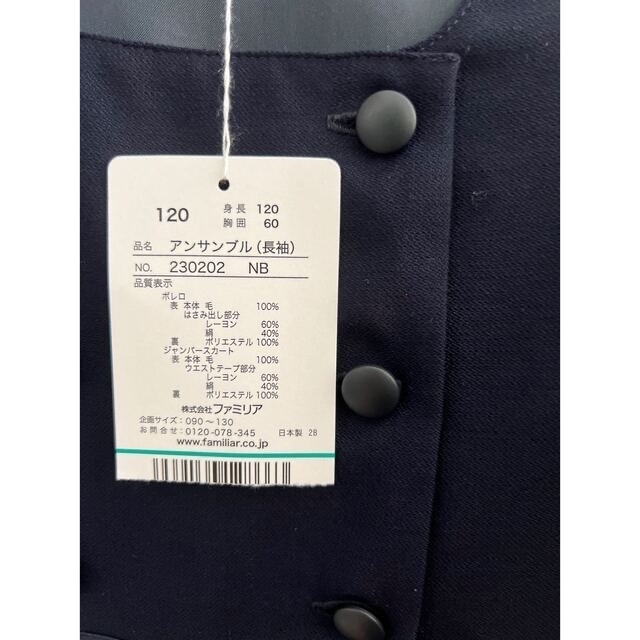 120 身長 120
胸囲 60
品名 アンサンブル(長袖)
NO. 230202 NB
品質表示
ボレロ
表 本体 毛 100%
はさみ出し部分
レーヨン 60%
絹 40%
裏 ポリエステル 100%
ジャンパースカート
表 本体 毛 100%
ウエストテープ部分
レーヨン 60%
絹 40%
裏 ポリエステル 100%
株式会社ファミリア
企画サイズ:090~130
お問合せ:0120-078-345 日本製 2B
www.familiar.co.jp